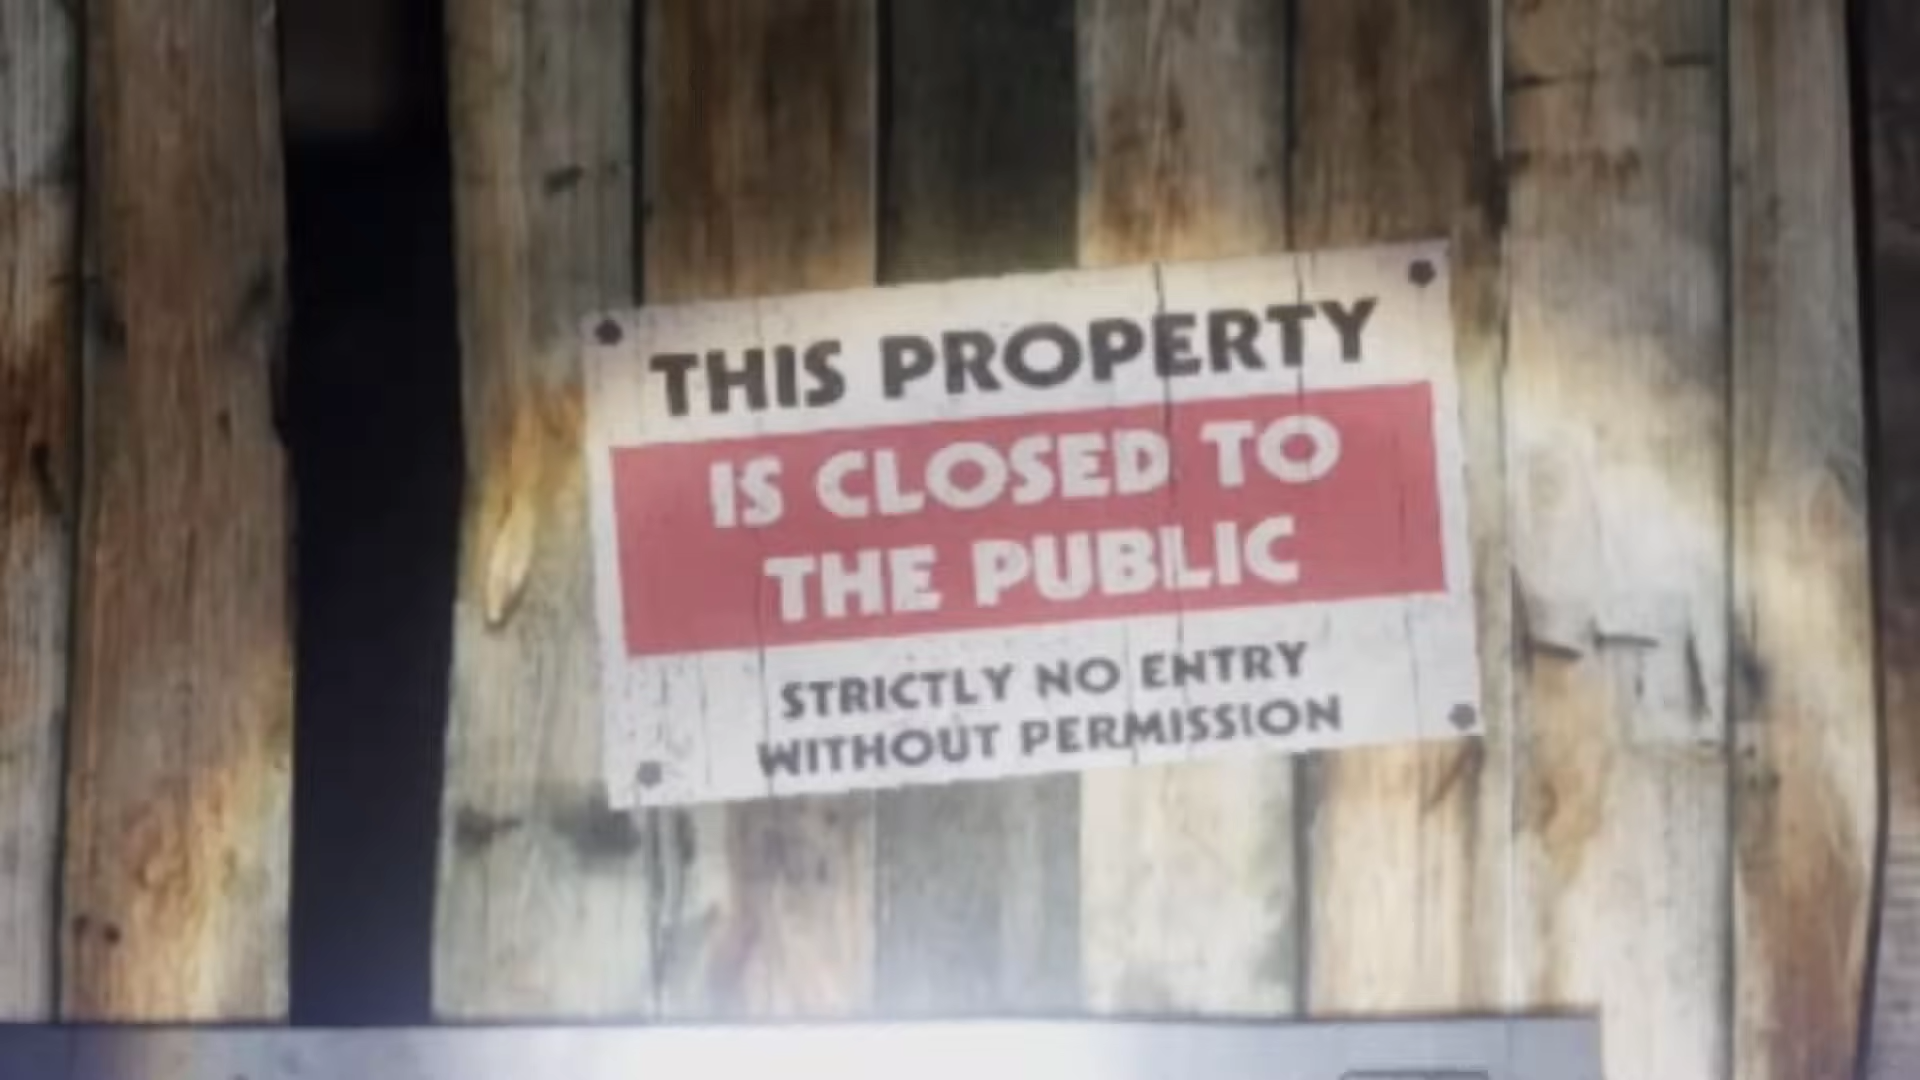 THIS PROPERTY
IS CLOSED TO
THE PUBLIC
STRICTLY NO ENTRY
WITHOUT PERMISSION